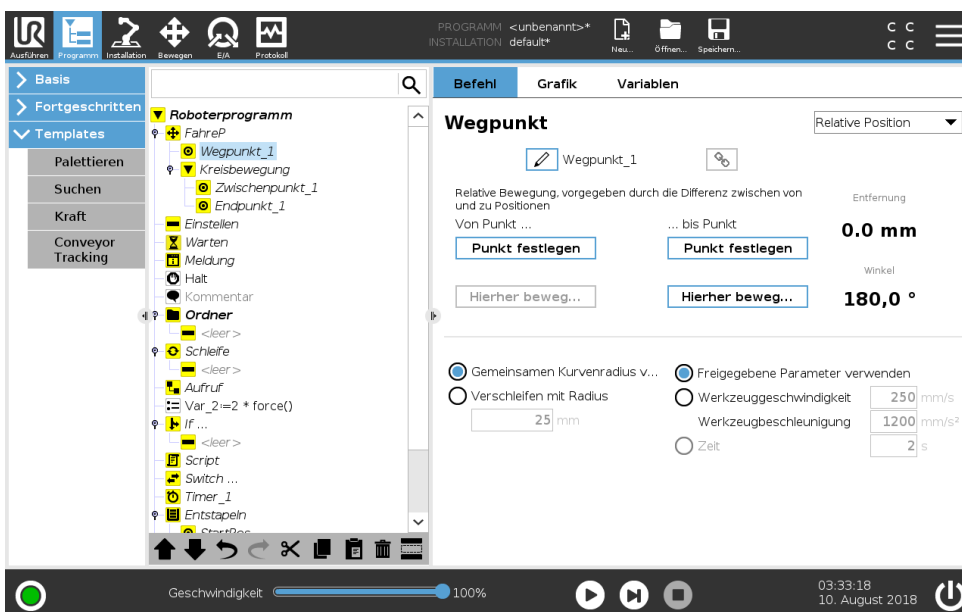 PROGRAMM <unbenannt>*
INSTALLATION default*
Ausführen
Programm
Installation
Bewegen
E/A
Protokoll
Neu...
Öffnen...
Speichern...
C C
C C
Basis
Fortgeschritten
Templates
Palettieren
Suchen
Kraft
Conveyor
Tracking
Roboterprogramm
FahreP
Wegpunkt_1
Kreisbewegung
Zwischenpunkt_1
Endpunkt_1
Einstellen
Warten
Meldung
Halt
Kommentar
Ordner
<leer>
Schleife
<leer>
Aufruf
Var_2:=2 * force()
If ...
<leer>
Script
Switch ...
Timer_1
Entstapeln
StartPos
Befehl
Grafik
Variablen
Wegpunkt
Relative Position
Wegpunkt_1
Relative Bewegung, vorgegeben durch die Differenz zwischen von
und zu Positionen
Von Punkt ...
... bis Punkt
Punkt festlegen
Punkt festlegen
Hierher beweg...
Hierher beweg...
Entfernung
0.0 mm
Winkel
180,0 °
Gemeinsamen Kurvenradius v...
Verschleifen mit Radius
25 mm
Freigegebene Parameter verwenden
Werkzeuggeschwindigkeit 250 mm/s
Werkzeugbeschleunigung 1200 mm/s²
Zeit 2 s
Geschwindigkeit
100%
03:33:18
10. August 2018